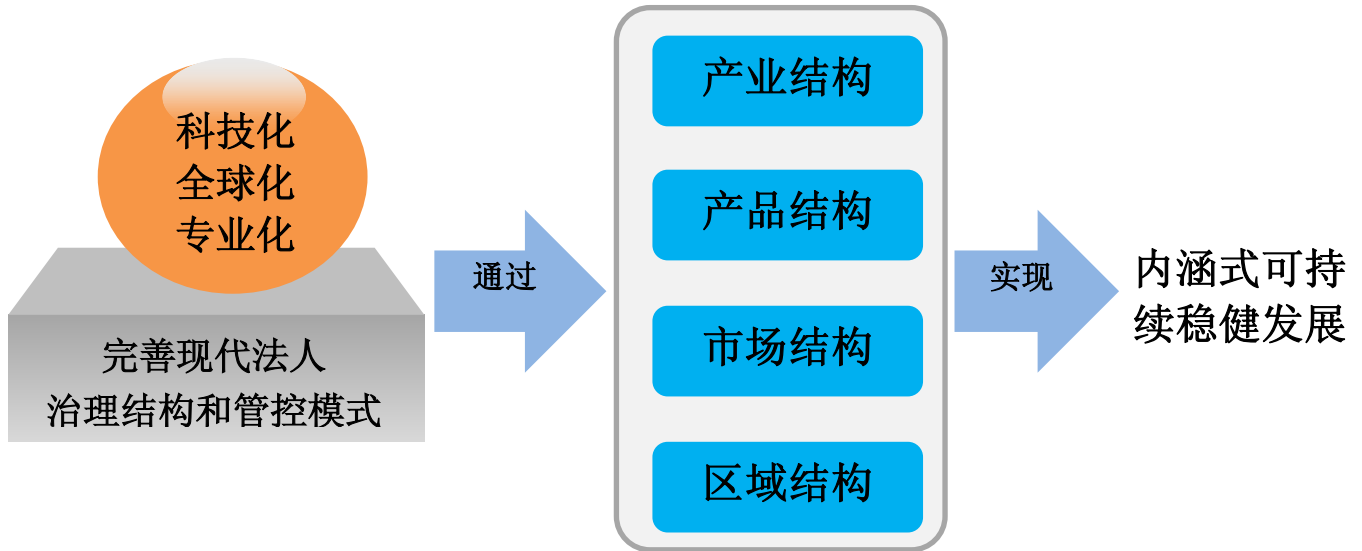 科技化
全球化
专业化
完善现代法人
治理结构和管控模式
通过
产业结构
产品结构
市场结构
区域结构
实现
内涵式可持
续稳健发展